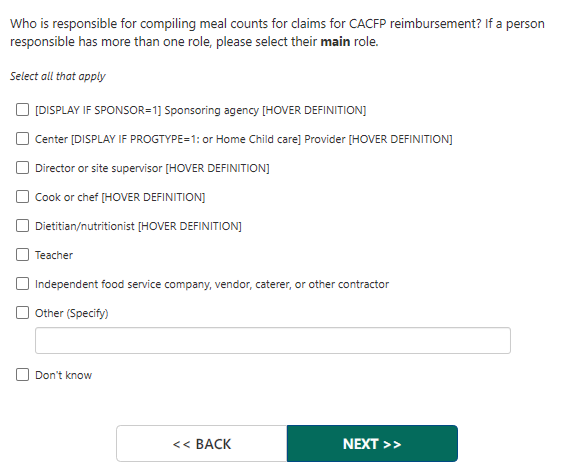 Who is responsible for compiling meal counts for claims for CACFP reimbursement? If a person
responsible has more than one role, please select their main role.
Select all that apply
[DISPLAY IF SPONSOR=1] Sponsoring agency [HOVER DEFINITION]
Center [DISPLAY IF PROGTYPE=1: or Home Child care] Provider [HOVER DEFINITION]
Director or site supervisor [HOVER DEFINITION]
Cook or chef [HOVER DEFINITION]
Dietitian/nutritionist [HOVER DEFINITION]
Teacher
Independent food service company, vendor, caterer, or other contractor
Other (Specify)
Don't know
<< BACK NEXT >>